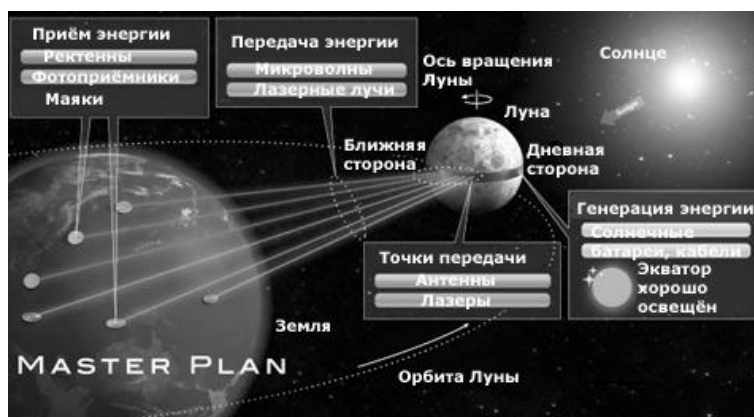 Приём энергии
Ректенны
Фотоприёмники
Маяки
Передача энергии
Микроволны
Лазерные лучи
Ось вращения
Луны
Луна
Солнце
Ближняя
сторона
Дневная
сторона
Генерация энергии
Солнечные
батареи, кабели
Экватор
хорошо
освещён
Точки передачи
Антенны
Лазеры
Земля
MASTER PLAN
Орбита Луны